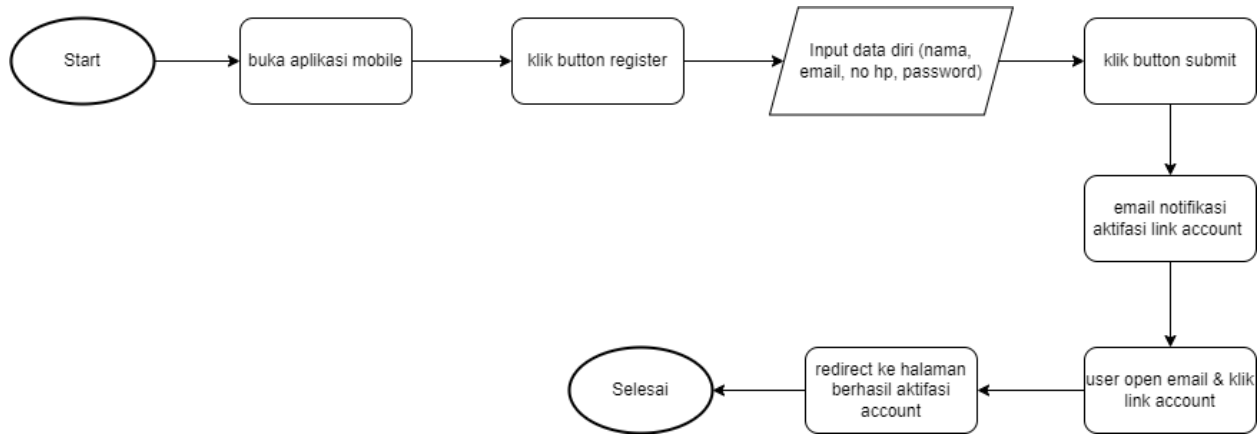 Start
buka aplikasi mobile
klik button register
Input data diri (nama,
email, no hp, password)
klik button submit
email notifikasi
aktifasi link account
user open email & klik
link account
redirect ke halaman
berhasil aktifasi
account
Selesai